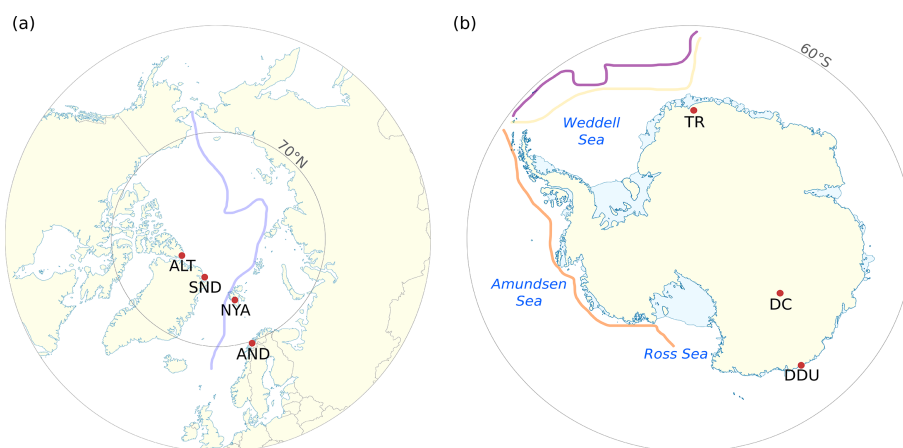 (a)
70°N
ALT
SND
NYA
AND
(b)
60°S
Weddell
Sea
TR
Amundsen
Sea
DC
Ross Sea
DDU